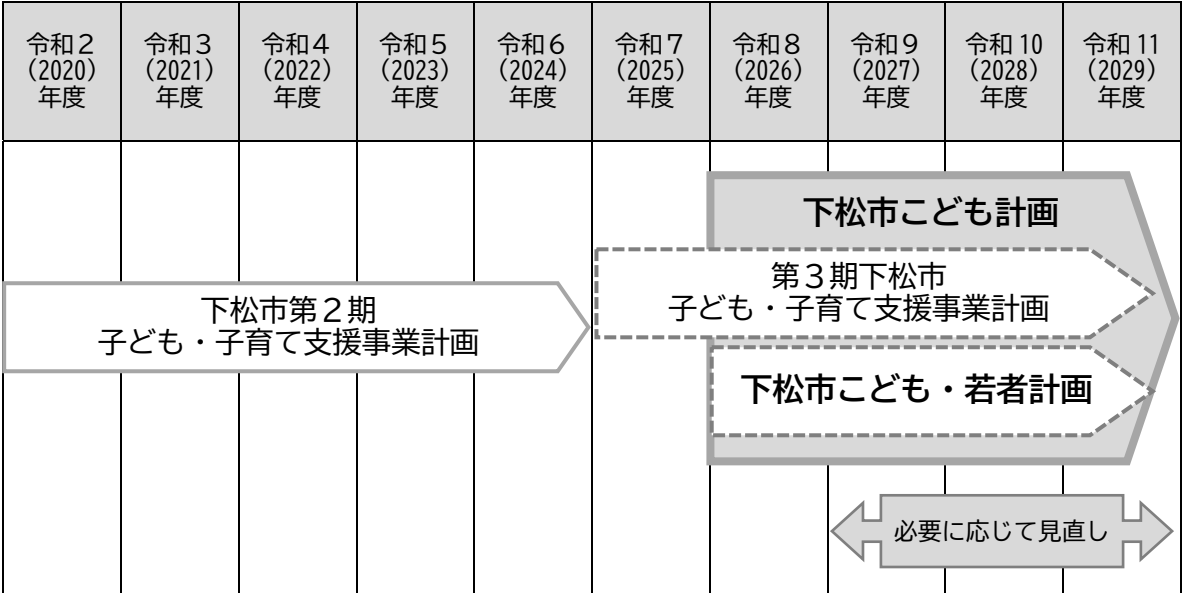 令和２
（2020）
年度
令和３
（2021）
年度
令和４
（2022）
年度
令和５
（2023）
年度
令和６
（2024）
年度
令和７
（2025）
年度
令和８
（2026）
年度
令和９
（2027）
年度
令和 10
（2028）
年度
令和 11
（2029）
年度
下松市こども計画
第３期下松市
子ども・子育て支援事業計画
下松市第２期
子ども・子育て支援事業計画
下松市こども・若者計画
必要に応じて見直し